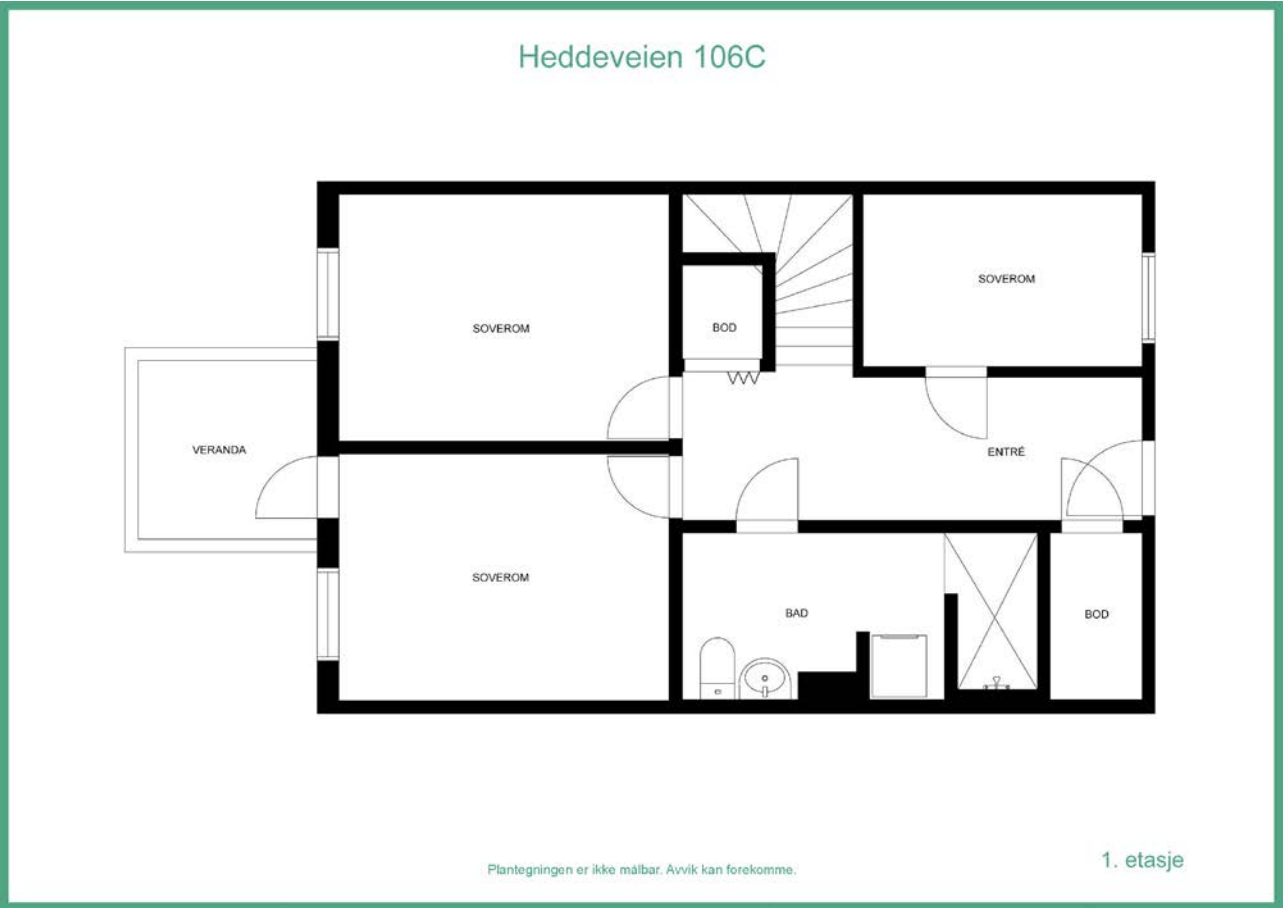 Heddeveien 106C
SOVEROM
SOVEROM
BOD
VERANDA
ENTRÉ
SOVEROM
BAD
BOD
Plantegningen er ikke målbar. Avvik kan forekomme.
1. etasje